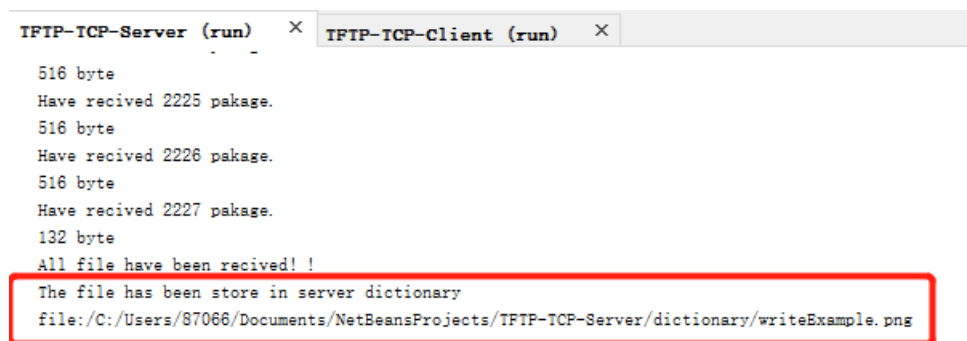 TFTP-TCP-Server (run) × TFTP-TCP-Client (run) ×
516 byte
Have recived 2225 pakage.
516 byte
Have recived 2226 pakage.
516 byte
Have recived 2227 pakage.
132 byte
All file have been recived!!
The file has been store in server dictionary
file:/C:/Users/87066/Documents/NetBeansProjects/TFTP-TCP-Server/dictionary/writeExample.png